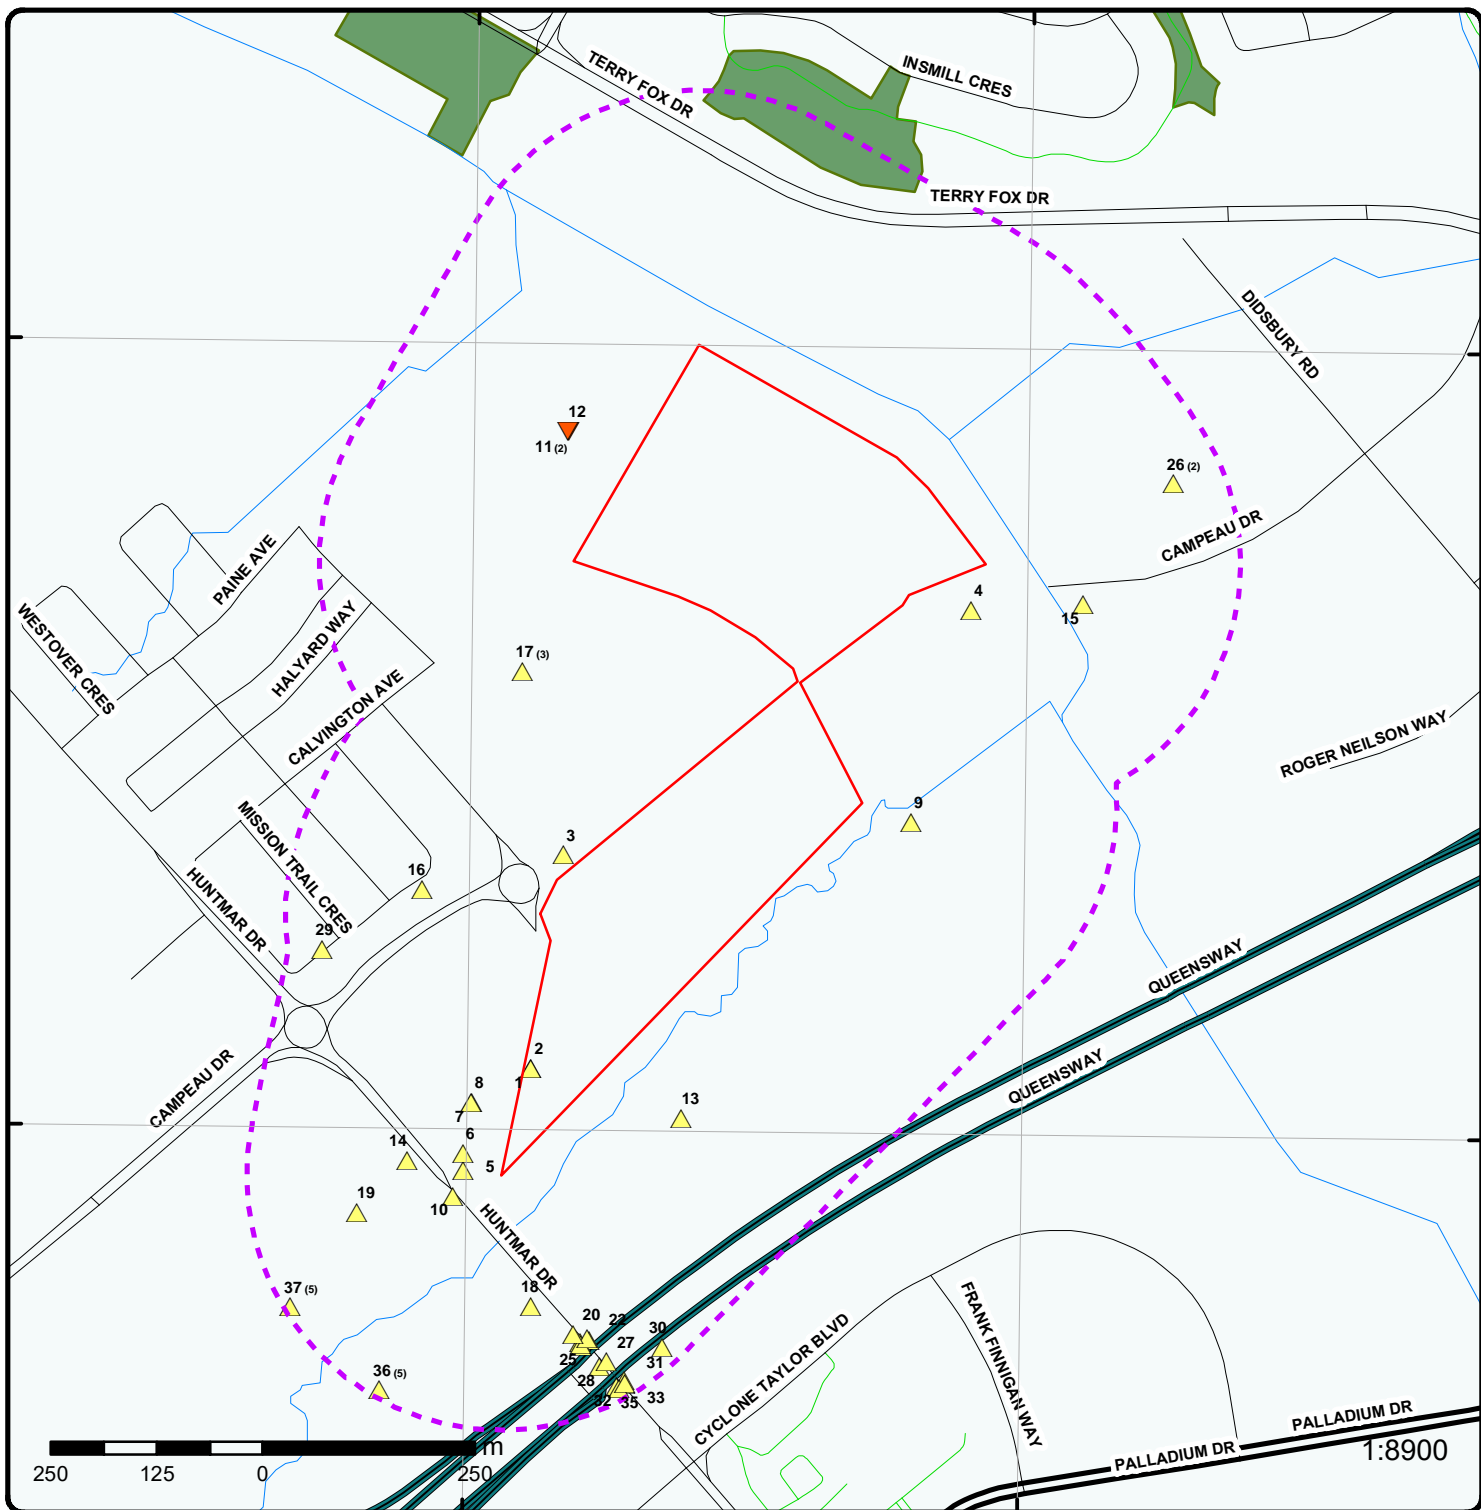 INSMILL CRES
TERRY FOX DR
TERRY FOX DR
DIDSBURY RD
12
11 (2)
26 (2)
CAMPEAU DR
PAINE AVE
4
15
HALYARD WAY
WESTOVER CRES
17 (3)
CALVINGTON AVE
ROGER NEILSON WAY
9
MISSION TRAIL CRES
3
16
HUNTMAR DR
29
QUEENSWAY
2
1
QUEENSWAY
CAMPEAU DR
8
7
13
6
14
5
19
10
HUNTMAR DR
37 (5)
18
20
22
30
27
25
31
FRANK FINNIGAN WAY
CYCLONE TAYLOR BLVD
36 (5)
28
32
35
33
PALLADIUM DR
PALLADIUM DR
m
1:8900
250 125 0 250